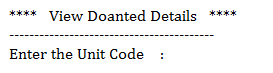 ****   View Doanted Details   ****
-----------------------------------------
Enter the Unit Code    :